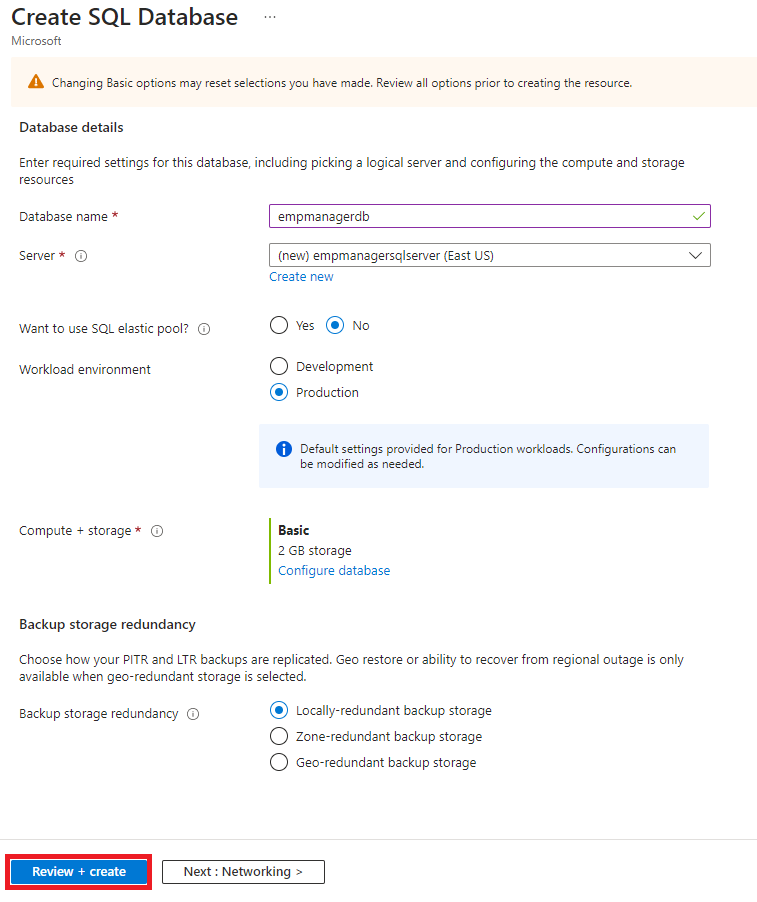 Create SQL Database ...
Microsoft
Changing Basic options may reset selections you have made. Review all options prior to creating the resource.
Database details
Enter required settings for this database, including picking a logical server and configuring the compute and storage
resources
Database name *
empmanagerdb
Server *
(new) empmanagersqlserver (East US)
Create new
Want to use SQL elastic pool?
Yes No
Workload environment
Development
Production
Default settings provided for Production workloads. Configurations can
be modified as needed.
Compute + storage *
Basic
2 GB storage
Configure database
Backup storage redundancy
Choose how your PITR and LTR backups are replicated. Geo restore or ability to recover from regional outage is only
available when geo-redundant storage is selected.
Backup storage redundancy
Locally-redundant backup storage
Zone-redundant backup storage
Geo-redundant backup storage
Review + create
Next : Networking >